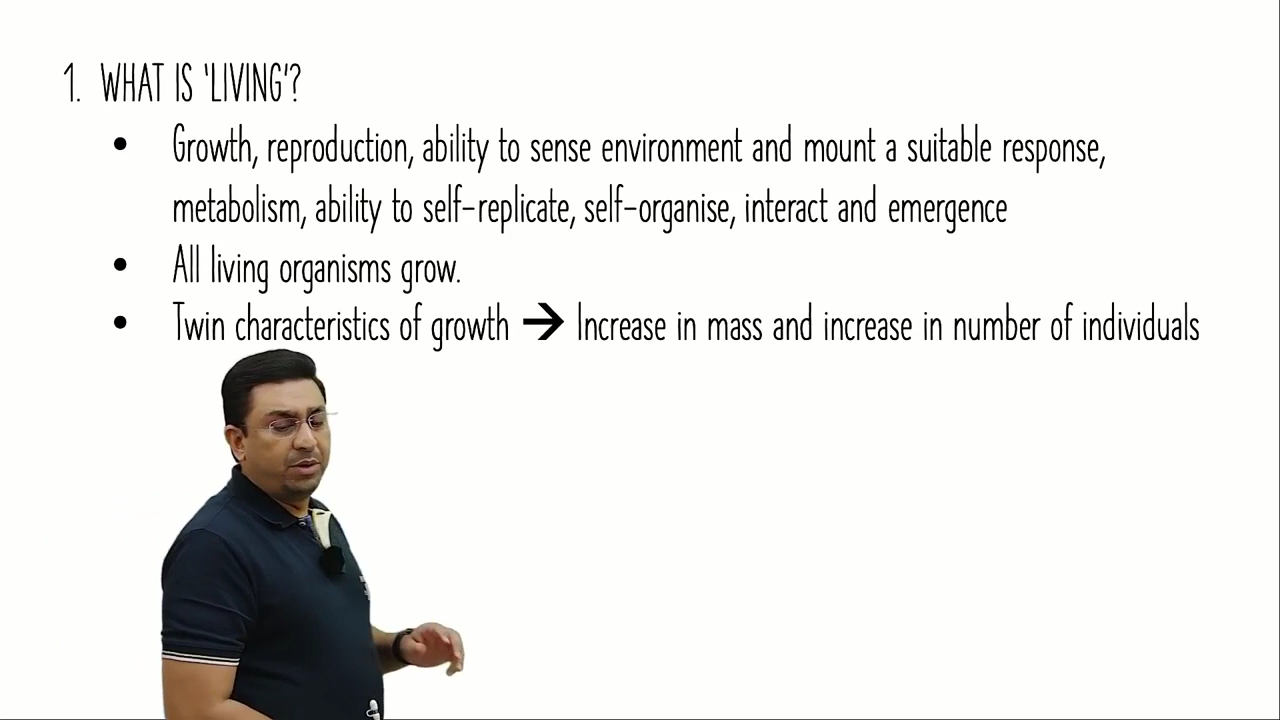 1. WHAT IS 'LIVING'?
• Growth, reproduction, ability to sense environment and mount a suitable response,
metabolism, ability to self-replicate, self-organise, interact and emergence
• All living organisms grow.
• Twin characteristics of growth → Increase in mass and increase in number of individuals